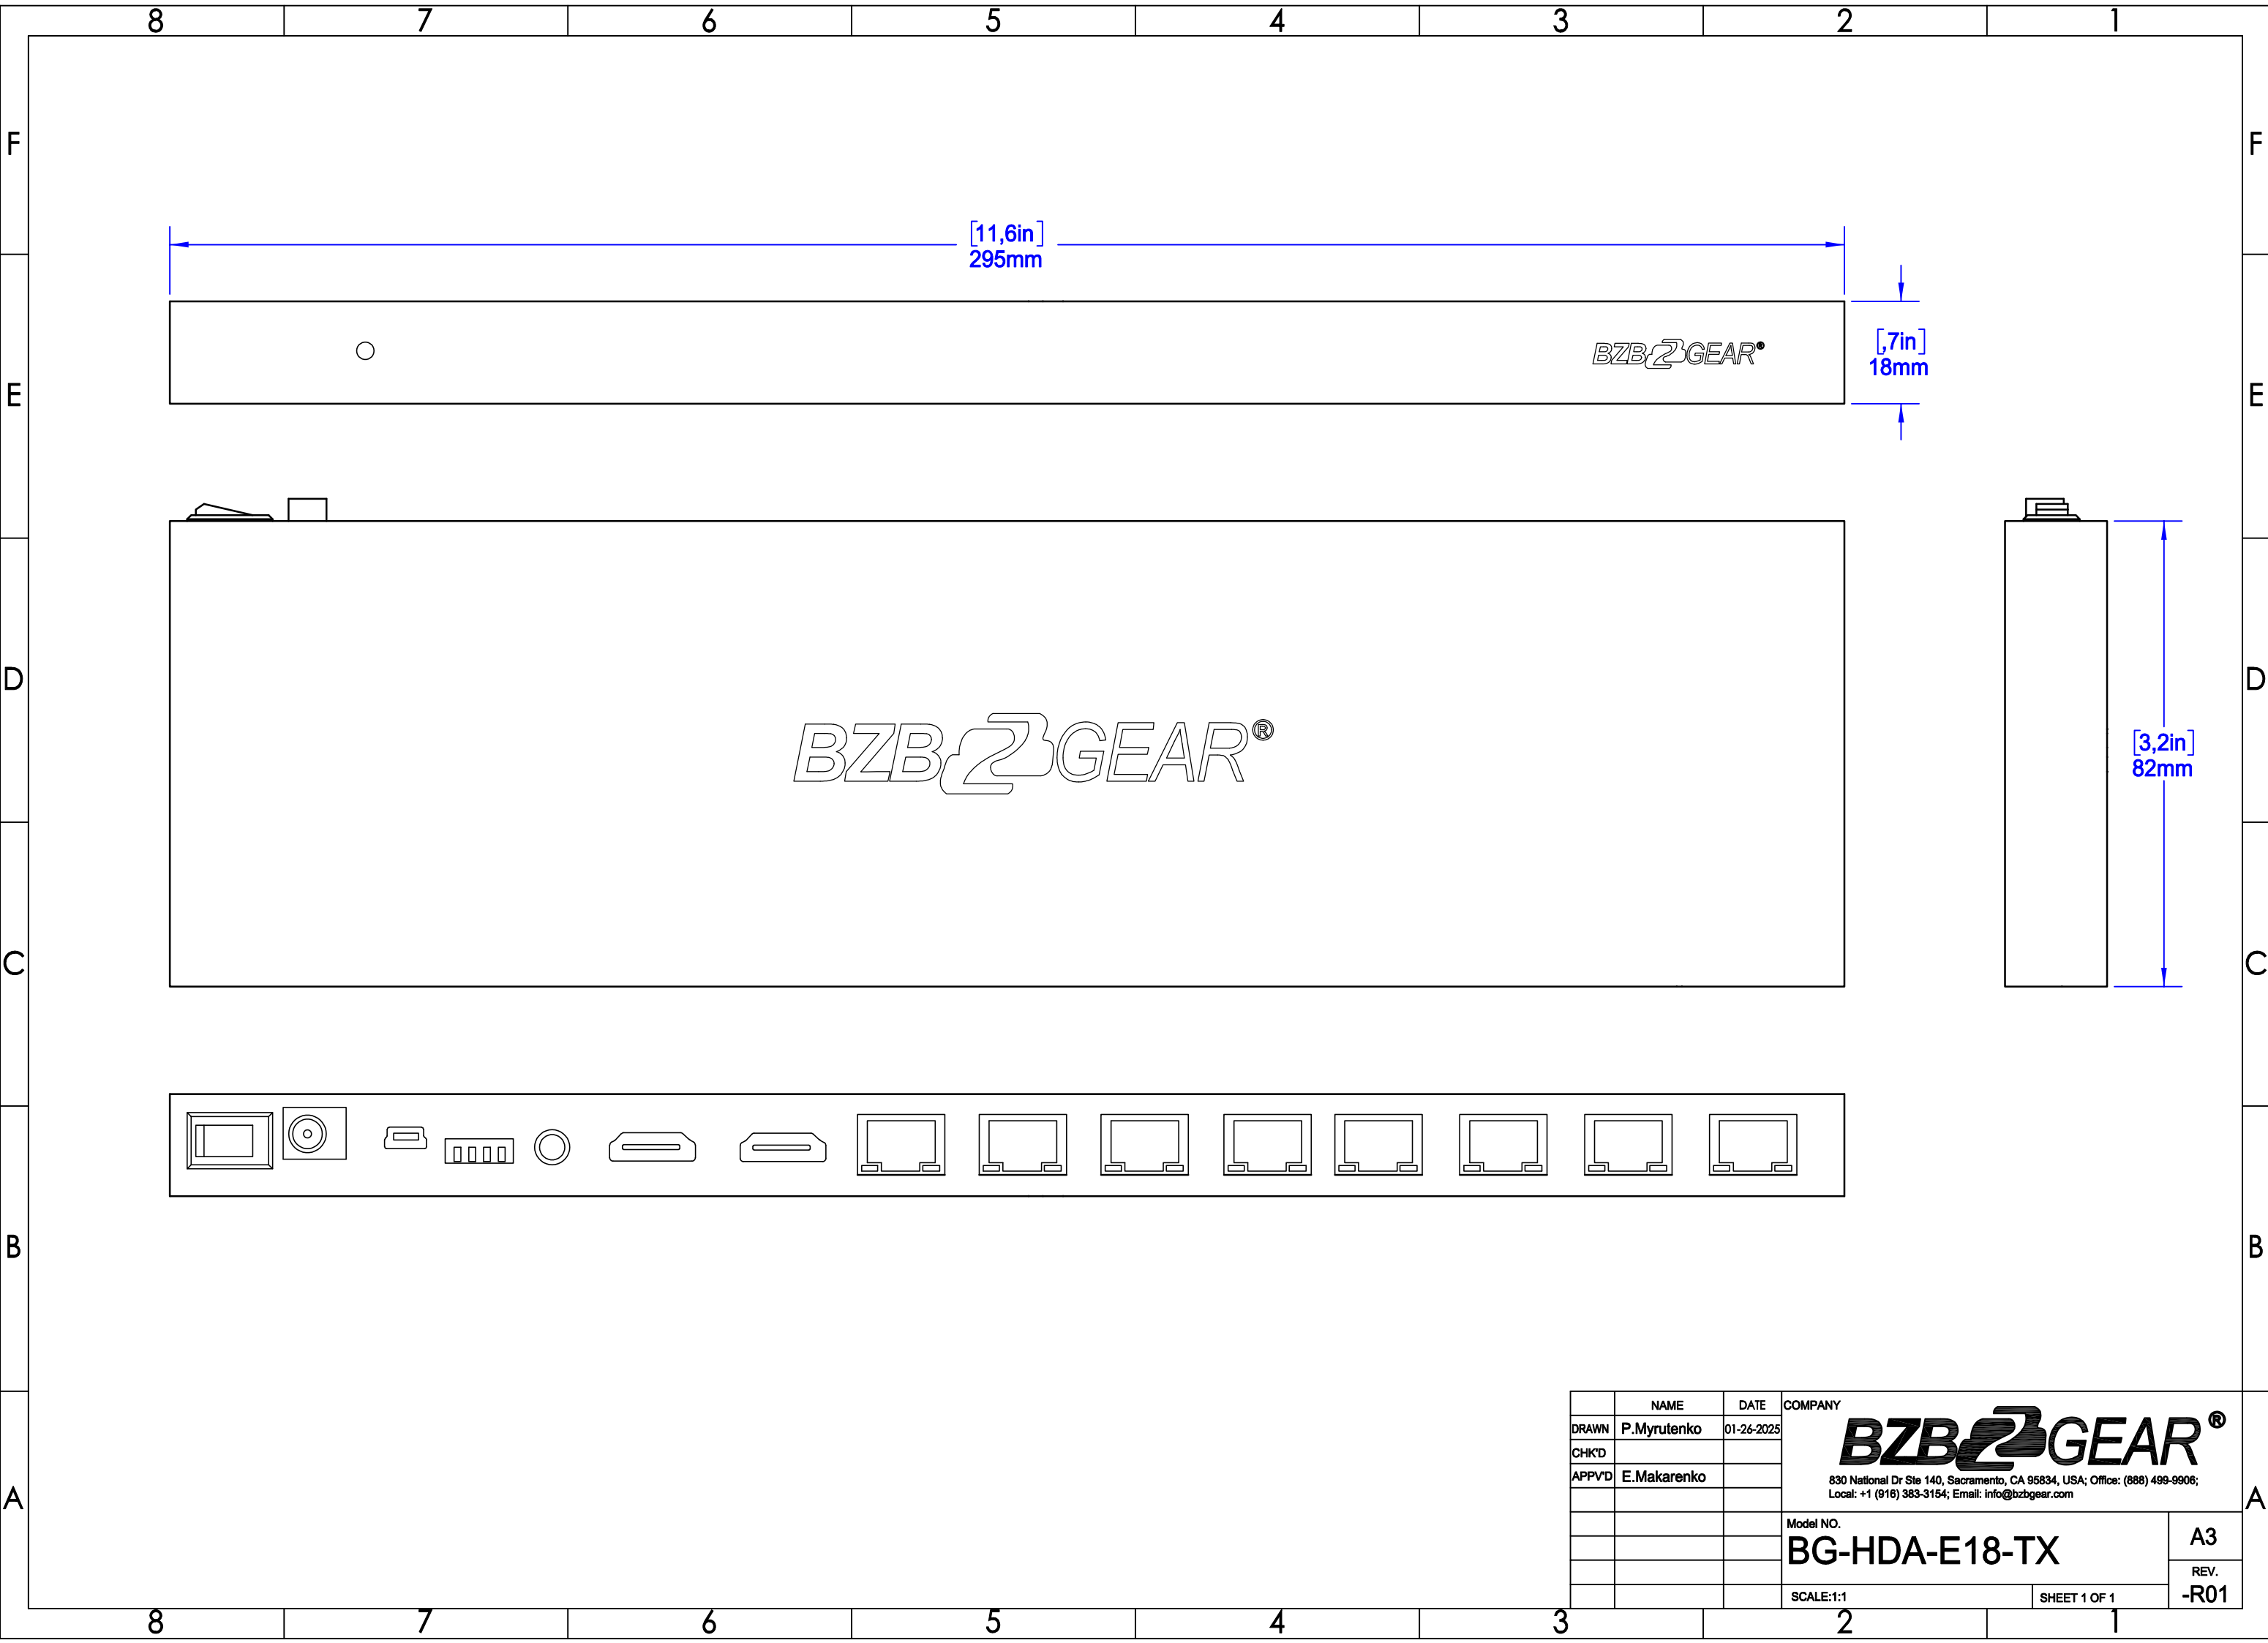 8 7 6 5 4 3 2 1
F F
[11,6in]
295mm
BZBGEAR®
[,7in]
18mm
E E
D D
BZBGEAR®
[3,2in]
82mm
C C
B B
NAME DATE COMPANY
DRAWN P.Myrutenko 01-26-2025
BZBGEAR®
CHK'D
APPV'D E.Makarenko
830 National Dr Ste 140, Sacramento, CA 95834, USA; Office: (888) 499-9906;
Local: +1 (916) 383-3154; Email: info@bzbgear.com
A A
Model NO.
BG-HDA-E18-TX
A3
REV.
-R01
SCALE:1:1
SHEET 1 OF 1
8 7 6 5 4 3 2 1